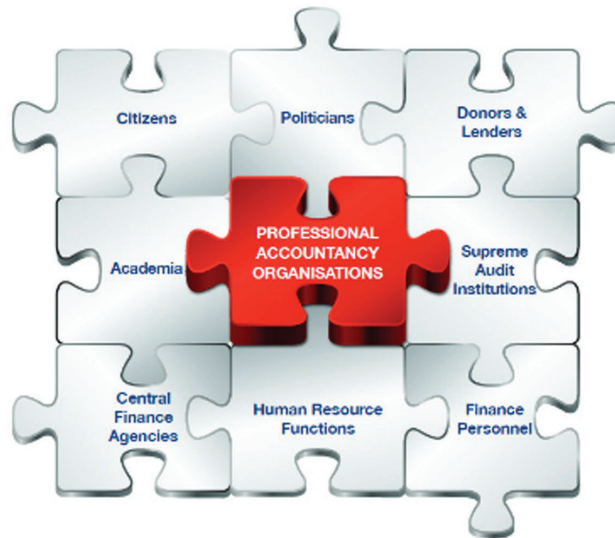 Citizens
Politicians
Donors &
Lenders
Academia
PROFESSIONAL
ACCOUNTANCY
ORGANISATIONS
Supreme
Audit
Institutions
Central
Finance
Agencies
Human Resource
Functions
Finance
Personnel